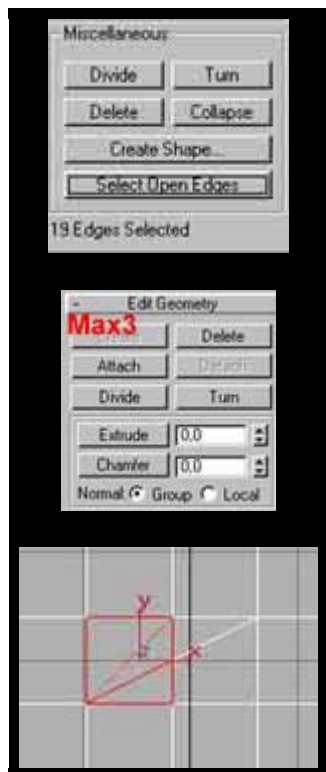 Miscellaneous:
Divide Turn
Delete Collapse
Create Shape...
Select Open Edges
19 Edges Selected
- Edit Geometry
Max3
Delete
Attach Detach
Divide Turn
Extrude 0,0
Chamfer 0,0
Normal: Group Local
y
z x